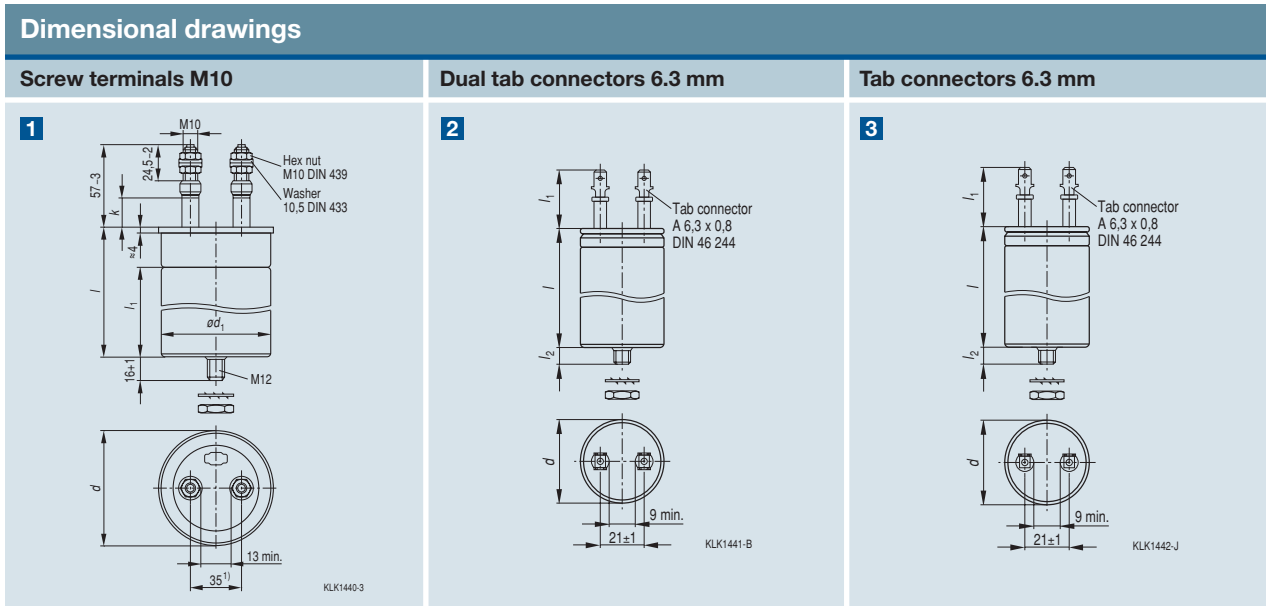 Dimensional drawings
Screw terminals M10
Dual tab connectors 6.3 mm
Tab connectors 6.3 mm
1
M10
57-3
24,5-2
k
≈4
Hex nut
M10 DIN 439
Washer
10,5 DIN 433
l
l1
ød1
16+1
M12
d
13 min.
35 1)
KLK1440-3
2
l1
Tab connector
A 6,3 x 0,8
DIN 46 244
l
l2
d
9 min.
21±1
KLK1441-B
3
l1
Tab connector
A 6,3 x 0,8
DIN 46 244
l
l2
d
9 min.
21±1
KLK1442-J